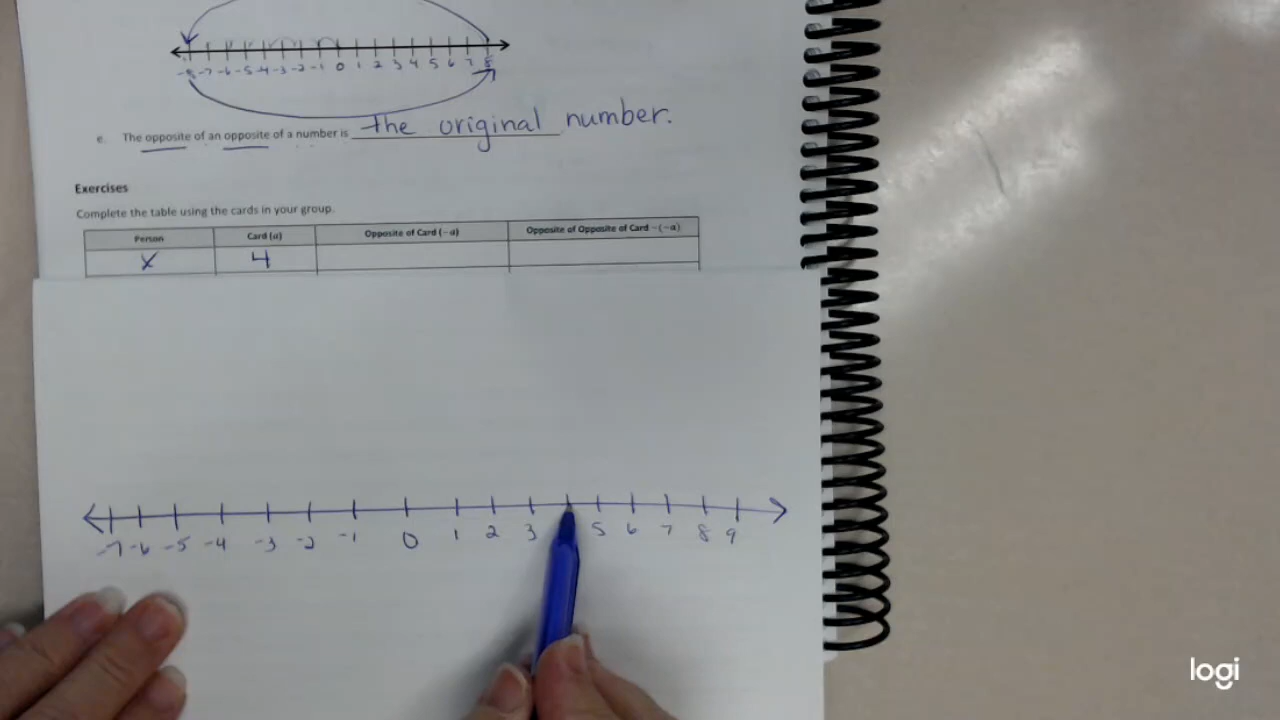 -8 -7 -6 -5 -4 -3 -2 -1 0 1 2 3 4 5 6 7 8
e. The opposite of an opposite of a number is the original number.
Exercises
Complete the table using the cards in your group.
Person Card (a) Opposite of Card (-a) Opposite of Opposite of Card -(-a)
X 4
-7 -6 -5 -4 -3 -2 -1 0 1 2 3 5 6 7 8 9
logi